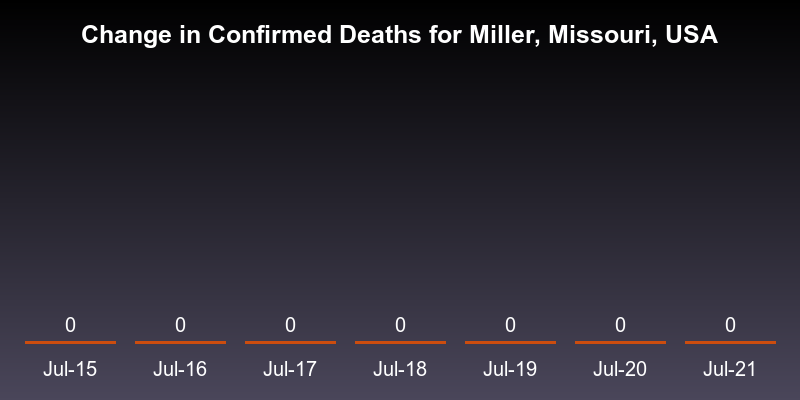 Change in Confirmed Deaths for Miller, Missouri, USA
0 0 0 0 0 0 0
Jul-15 Jul-16 Jul-17 Jul-18 Jul-19 Jul-20 Jul-21